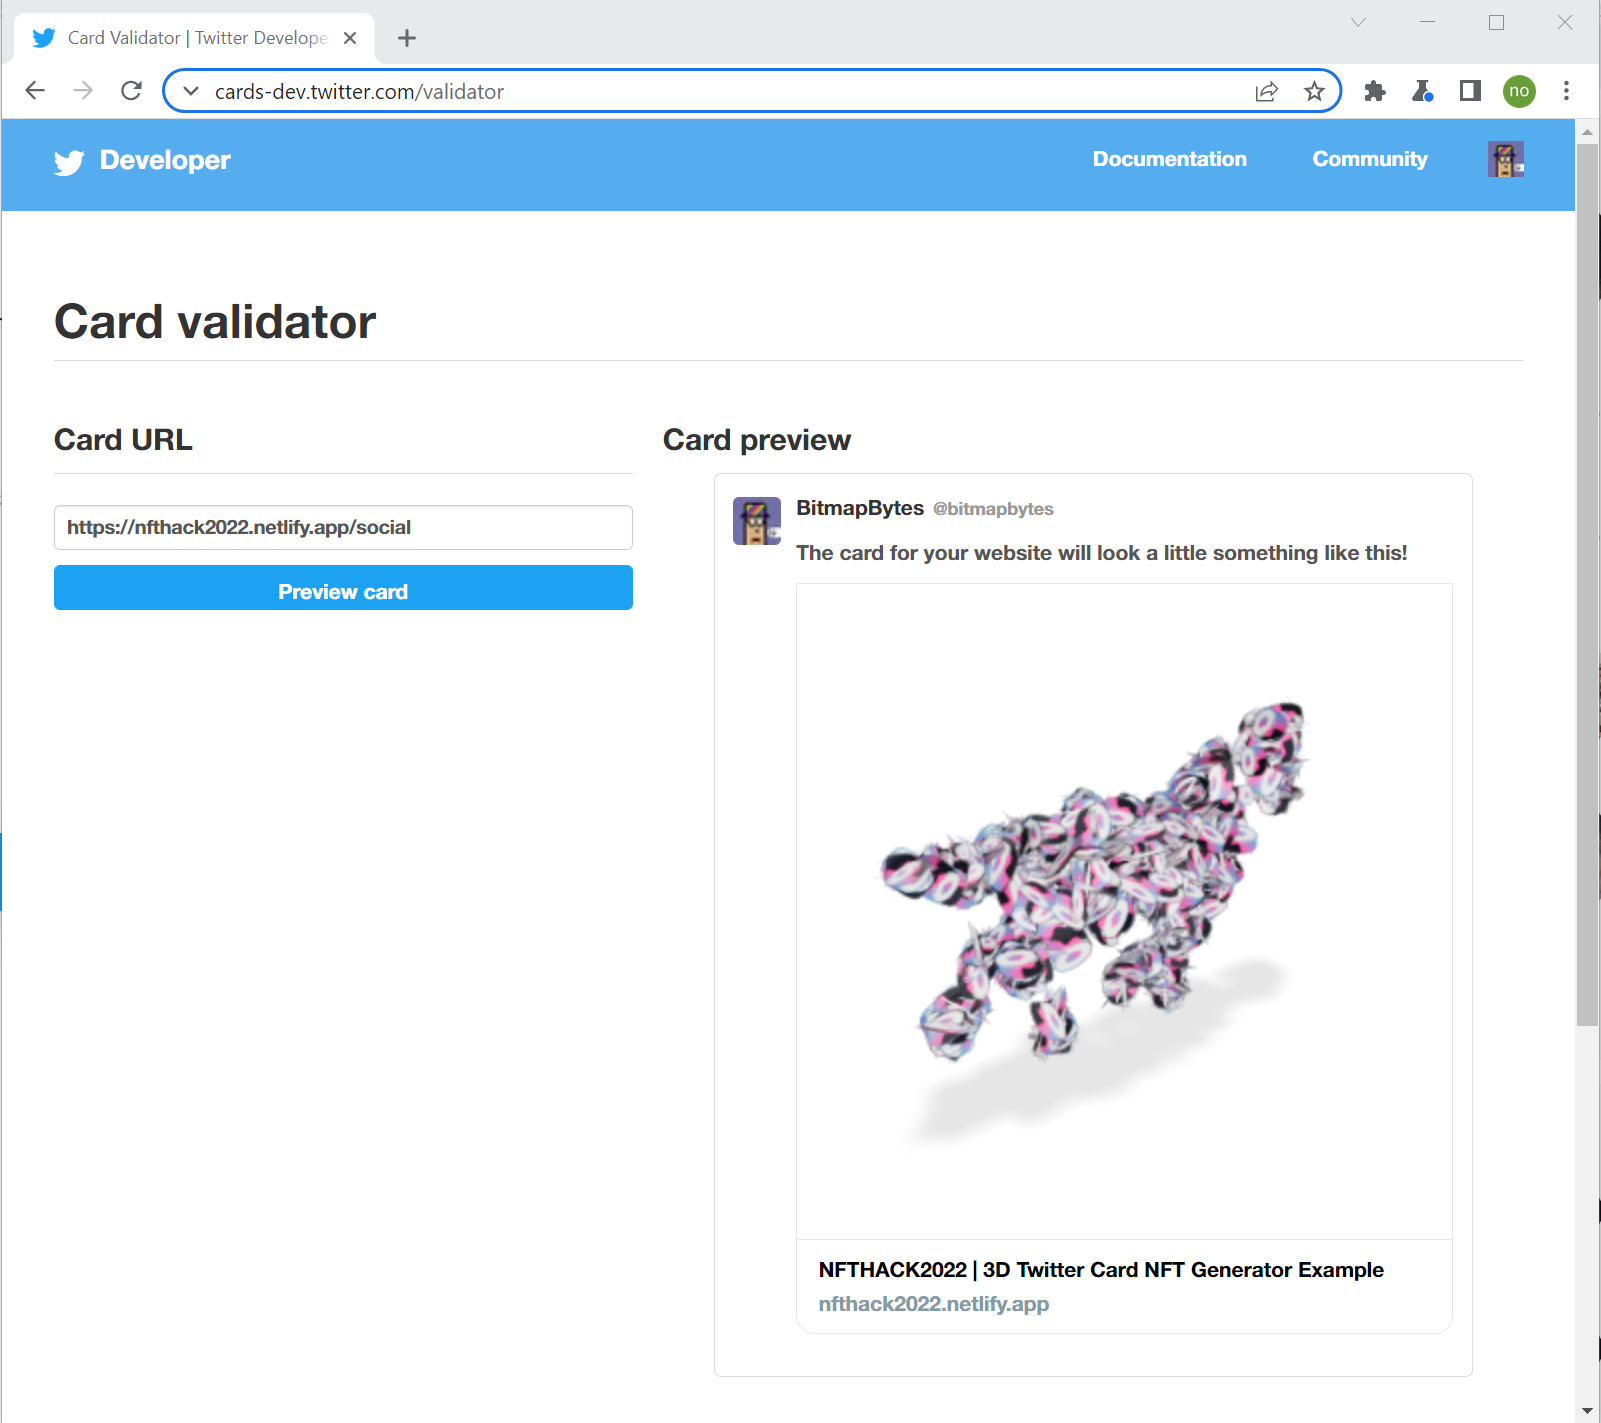 Card Validator | Twitter Develope
cards-dev.twitter.com/validator
no
Developer
Documentation
Community
Card validator
Card URL
https://nfthack2022.netlify.app/social
Preview card
Card preview
BitmapBytes @bitmapbytes
The card for your website will look a little something like this!
NFTHACK2022 | 3D Twitter Card NFT Generator Example
nfthack2022.netlify.app